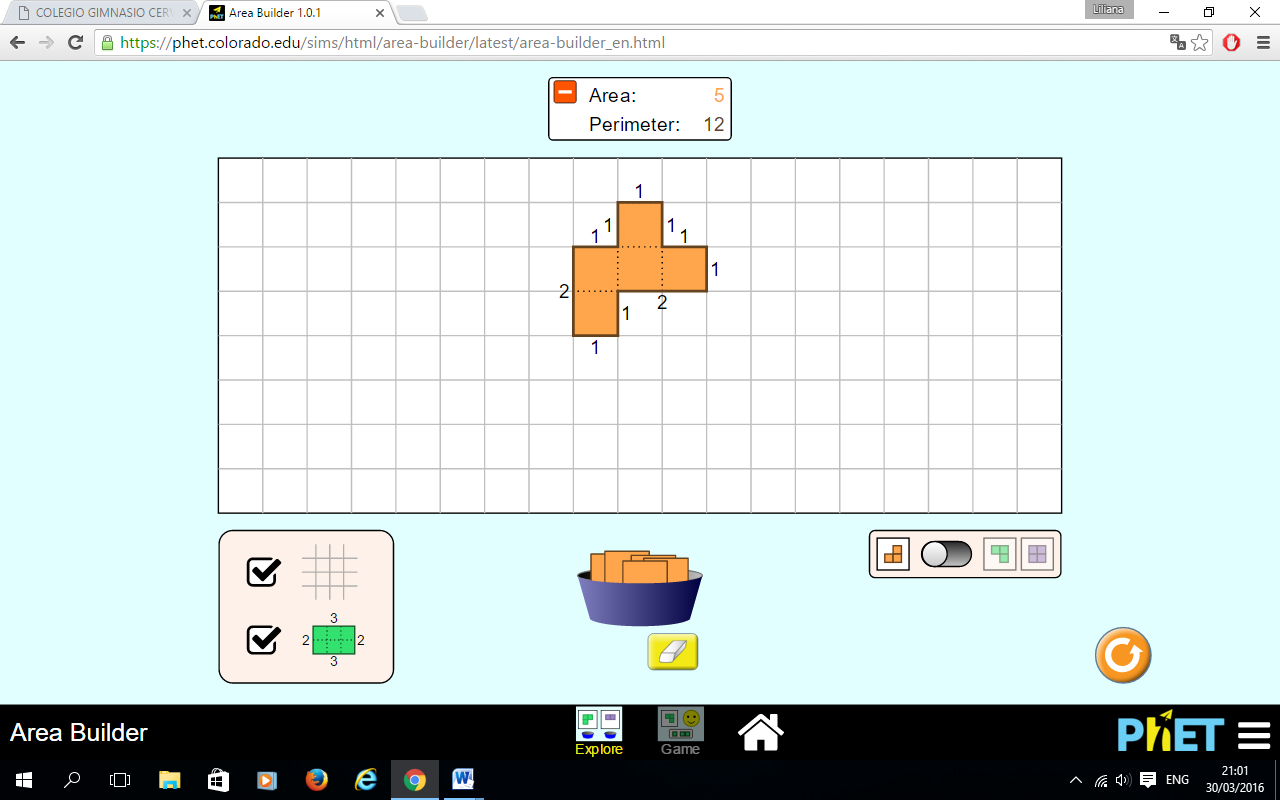 COLEGIO GIMNASIO CERV
Area Builder 1.0.1
Liliana
https://phet.colorado.edu/sims/html/area-builder/latest/area-builder_en.html
Area: 5
Perimeter: 12
1
1 1
1 1
1
2
2
1
1
3
2 2
3
Area Builder
Explore
Game
PhET
ENG
21:01
30/03/2016